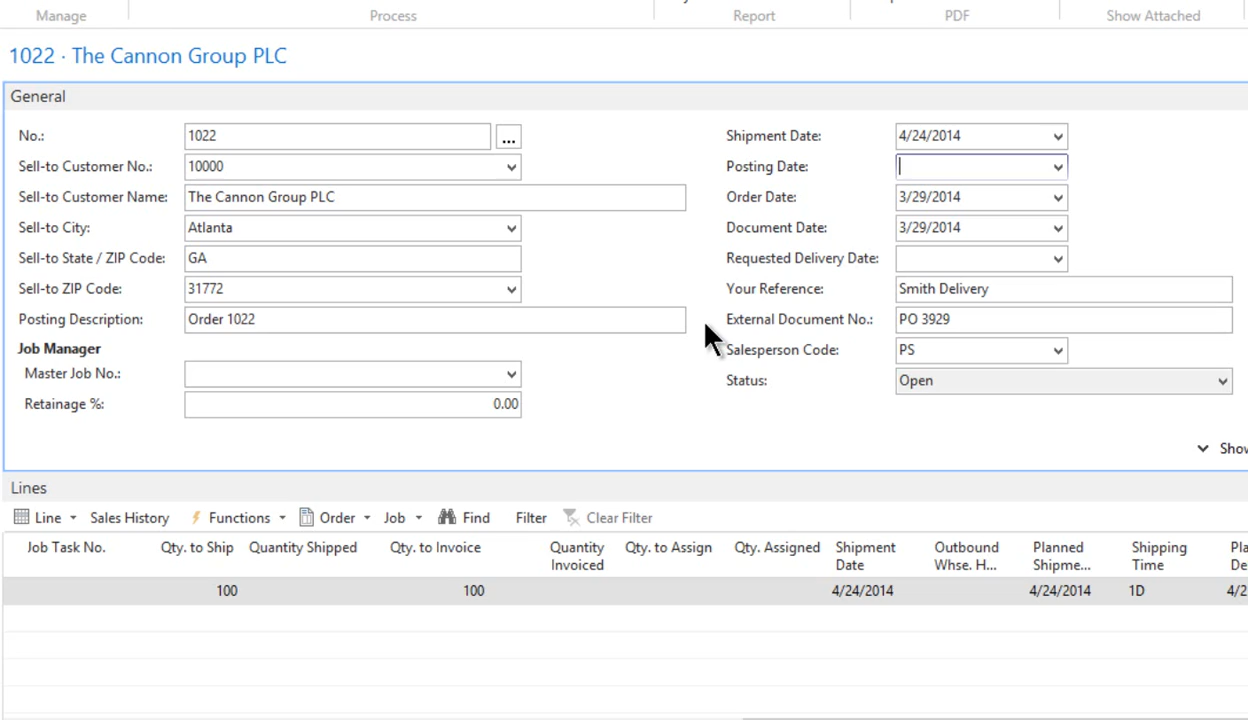 Manage Process Report PDF Show Attached
1022 · The Cannon Group PLC
General
No.: 1022 ...
Sell-to Customer No.: 10000
Sell-to Customer Name: The Cannon Group PLC
Sell-to City: Atlanta
Sell-to State / ZIP Code: GA
Sell-to ZIP Code: 31772
Posting Description: Order 1022
Job Manager
Master Job No.:
Retainage %: 0.00
Shipment Date: 4/24/2014
Posting Date:
Order Date: 3/29/2014
Document Date: 3/29/2014
Requested Delivery Date:
Your Reference: Smith Delivery
External Document No.: PO 3929
Salesperson Code: PS
Status: Open
Show
Lines
Line Sales History Functions Order Job Find Filter Clear Filter
Job Task No. Qty. to Ship Quantity Shipped Qty. to Invoice Quantity Invoiced Qty. to Assign Qty. Assigned Shipment Date Outbound Whse. H... Planned Shipme... Shipping Time
100 100 4/24/2014 4/24/2014 1D